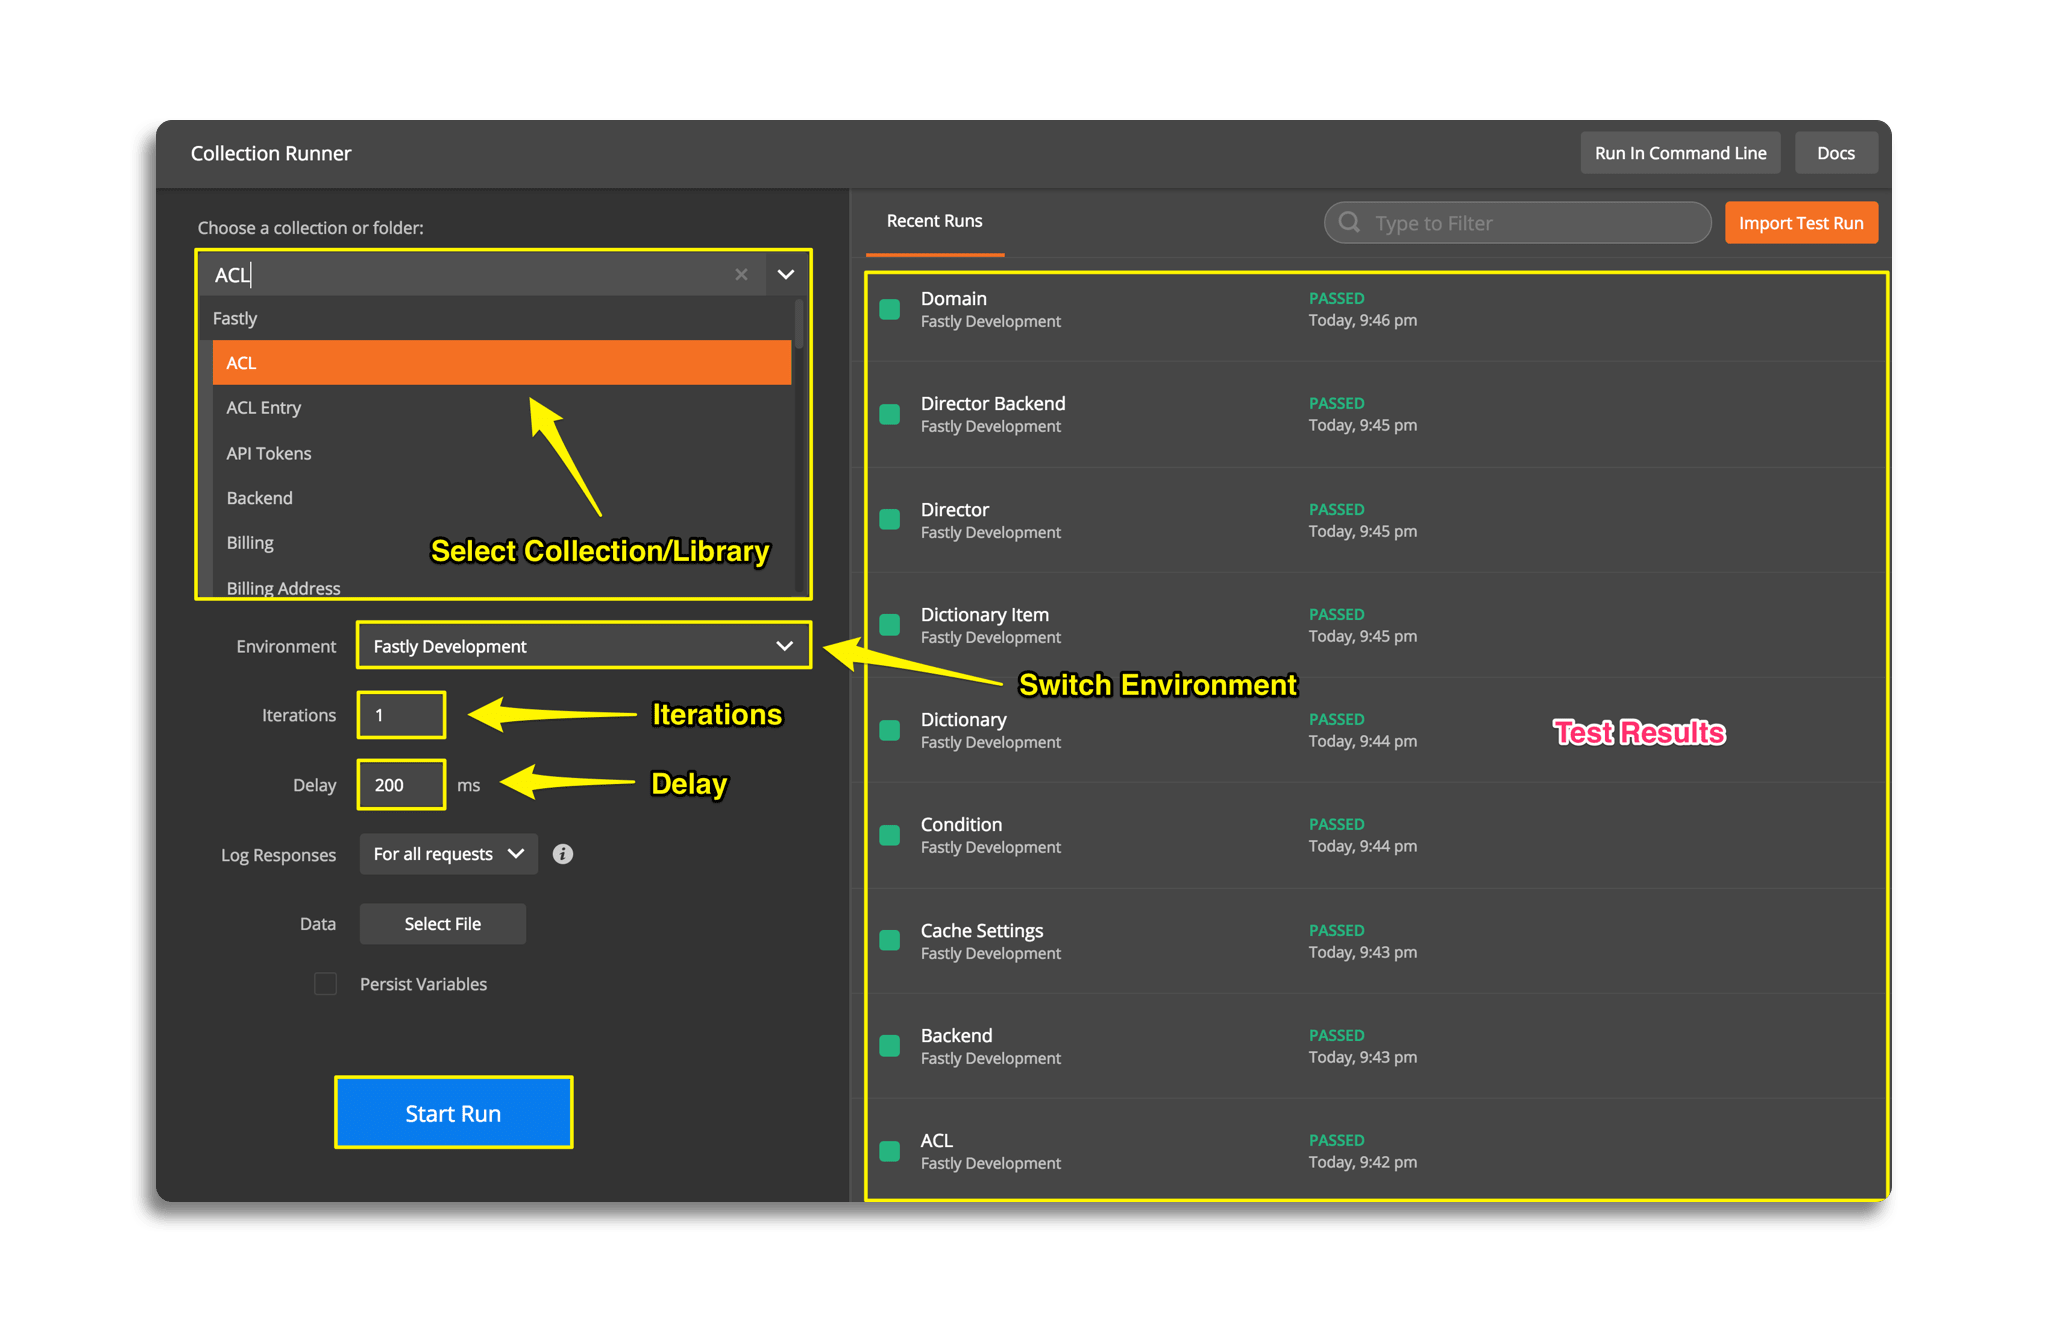 Collection Runner
Run In Command Line
Docs
Choose a collection or folder:
ACL
Fastly
ACL
ACL Entry
API Tokens
Backend
Billing
Billing Address
Select Collection/Library
Environment
Fastly Development
Switch Environment
Iterations
1
Iterations
Delay
200
ms
Delay
Log Responses
For all requests
Data
Select File
Persist Variables
Start Run
Recent Runs
Type to Filter
Import Test Run
Domain
Fastly Development
PASSED
Today, 9:46 pm
Director Backend
Fastly Development
PASSED
Today, 9:45 pm
Director
Fastly Development
PASSED
Today, 9:45 pm
Dictionary Item
Fastly Development
PASSED
Today, 9:45 pm
Dictionary
Fastly Development
PASSED
Today, 9:44 pm
Test Results
Condition
Fastly Development
PASSED
Today, 9:44 pm
Cache Settings
Fastly Development
PASSED
Today, 9:43 pm
Backend
Fastly Development
PASSED
Today, 9:43 pm
ACL
Fastly Development
PASSED
Today, 9:42 pm